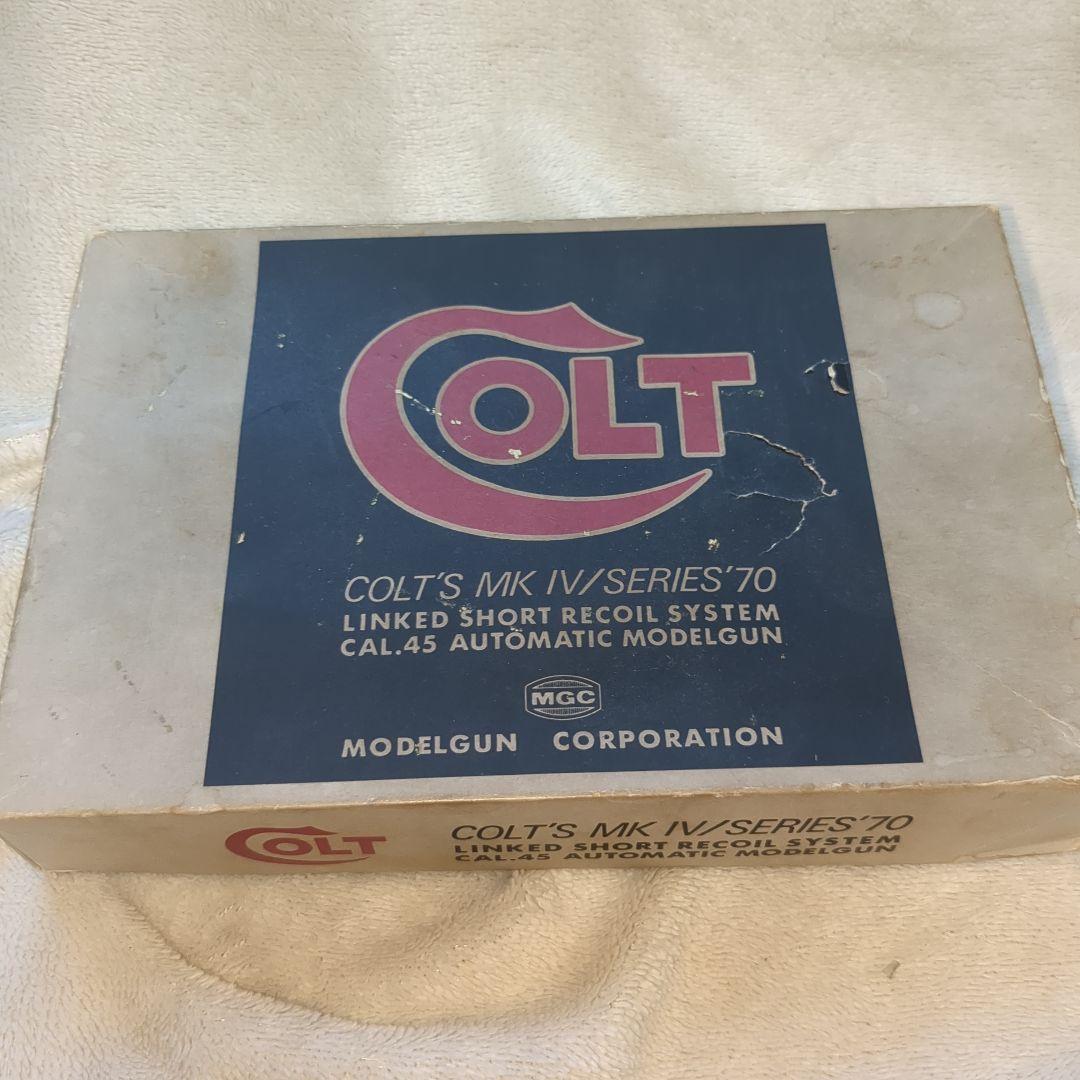 COLT
COLT'S MK IV/SERIES'70
LINKED SHORT RECOIL SYSTEM
CAL.45 AUTOMATIC MODELGUN
MGC
MODELGUN CORPORATION
COLT COLT'S MK IV/SERIES'70
LINKED SHORT RECOIL SYSTEM
CAL.45 AUTOMATIC MODELGUN